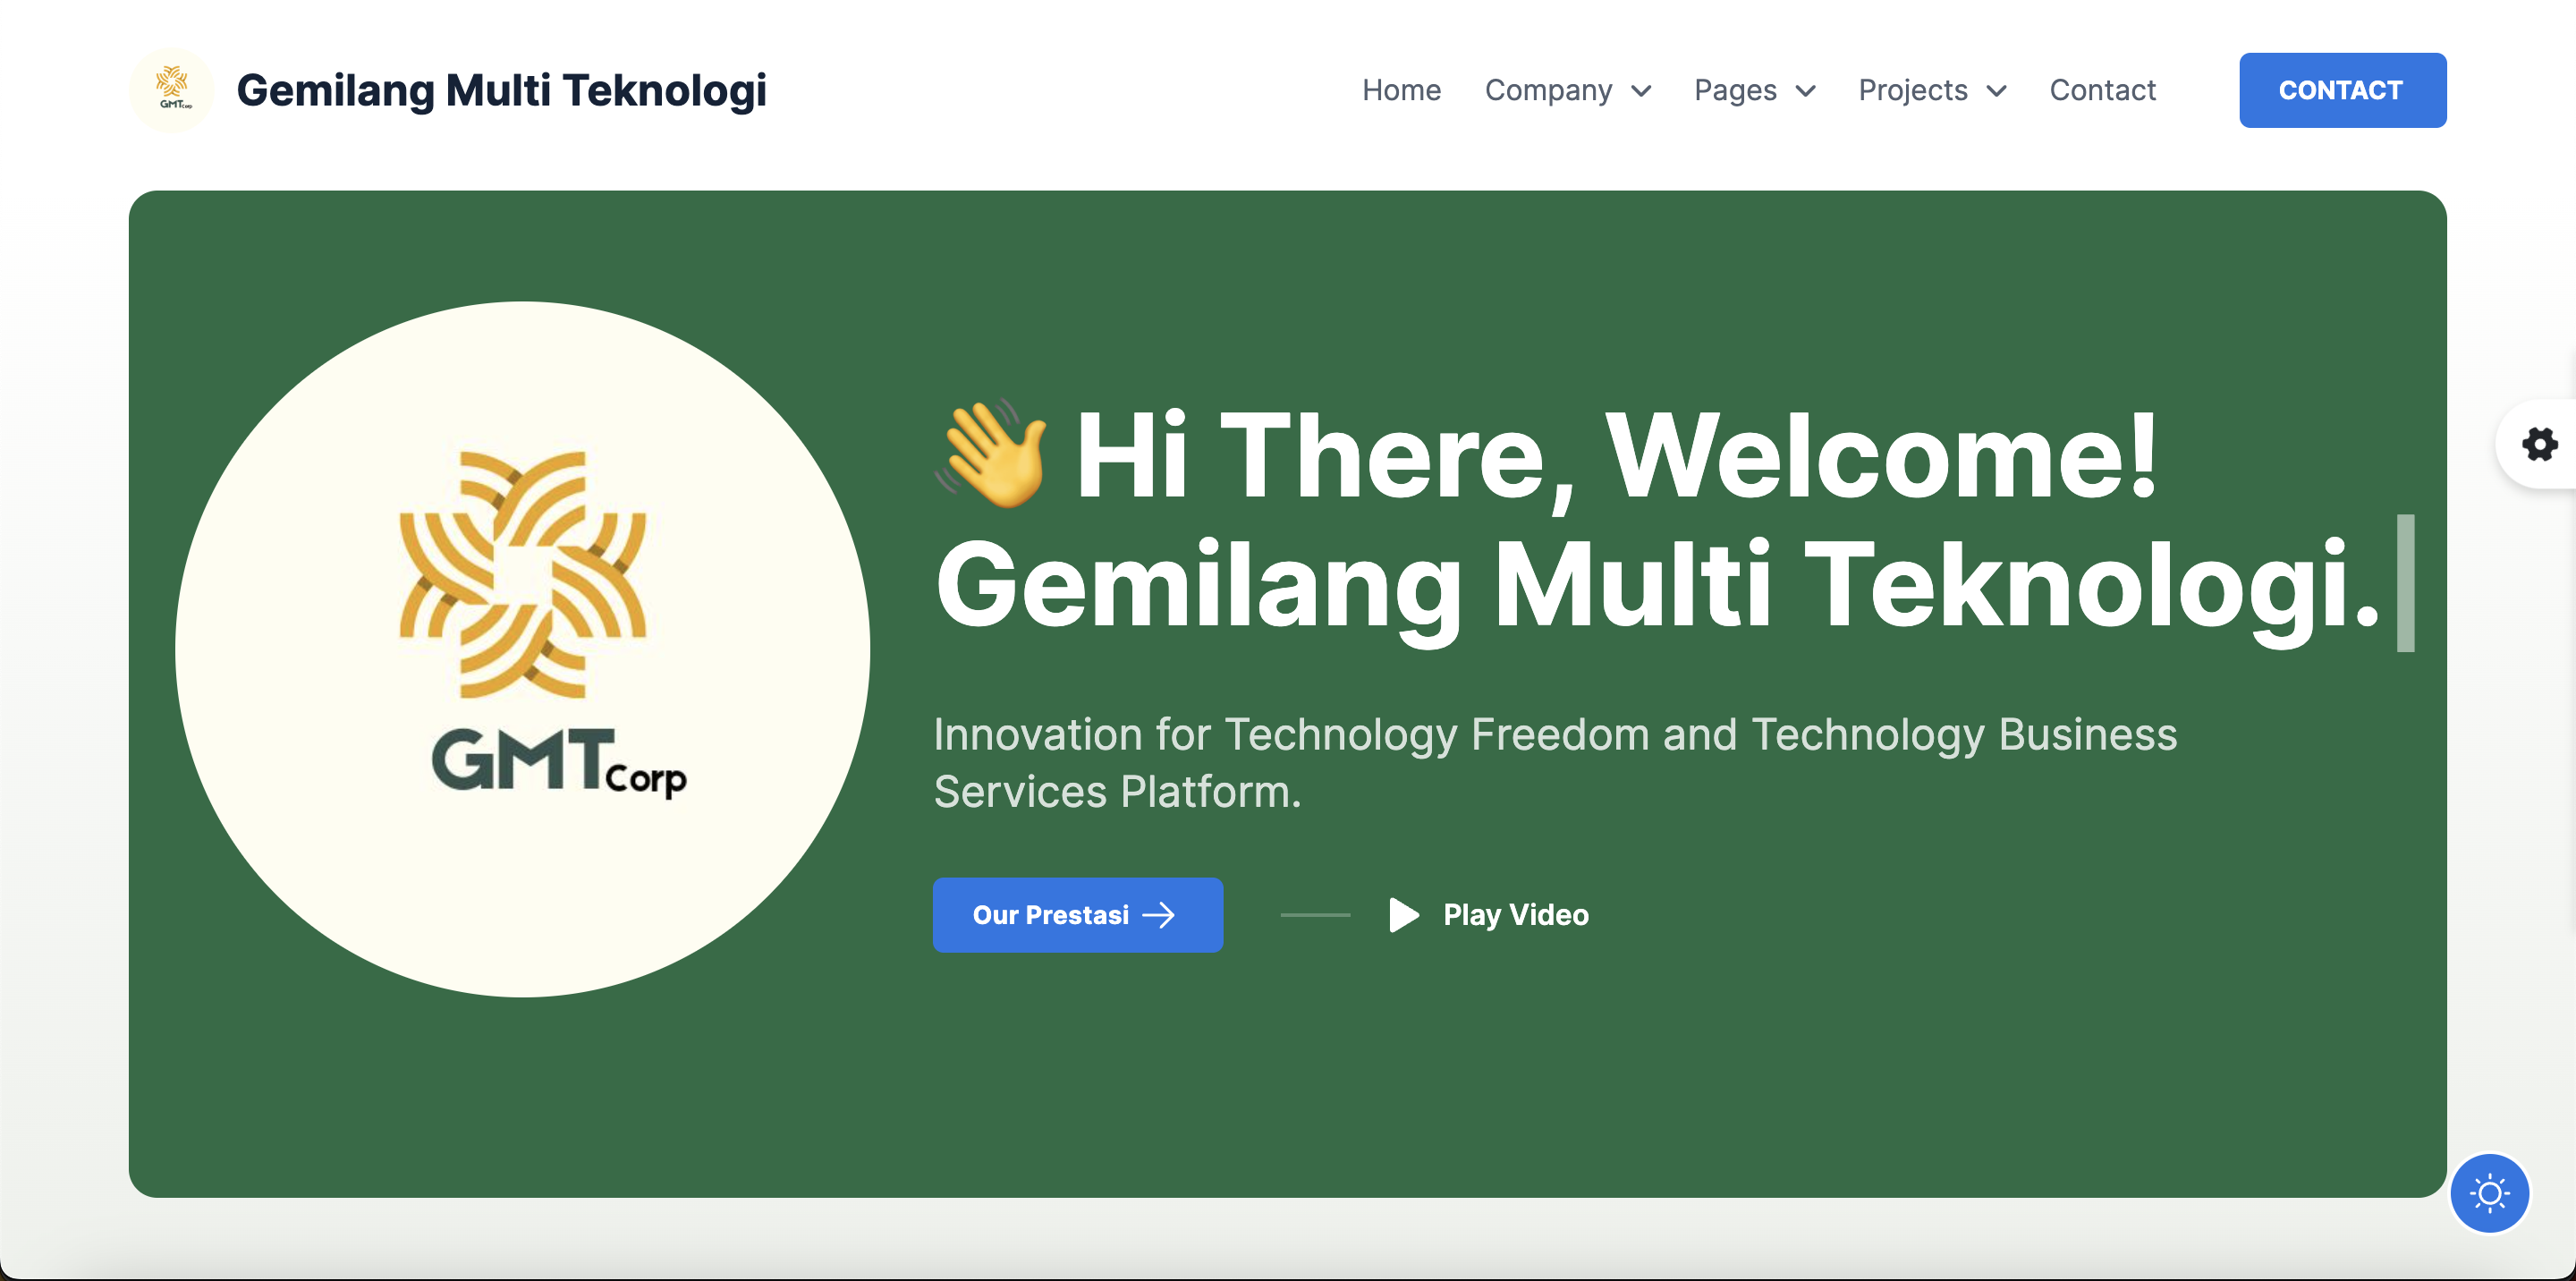 GMTCorp
Gemilang Multi Teknologi
Home
Company
Pages
Projects
Contact
CONTACT
GMTCorp
👋 Hi There, Welcome!
Gemilang Multi Teknologi.
Innovation for Technology Freedom and Technology Business
Services Platform.
Our Prestasi →
Play Video